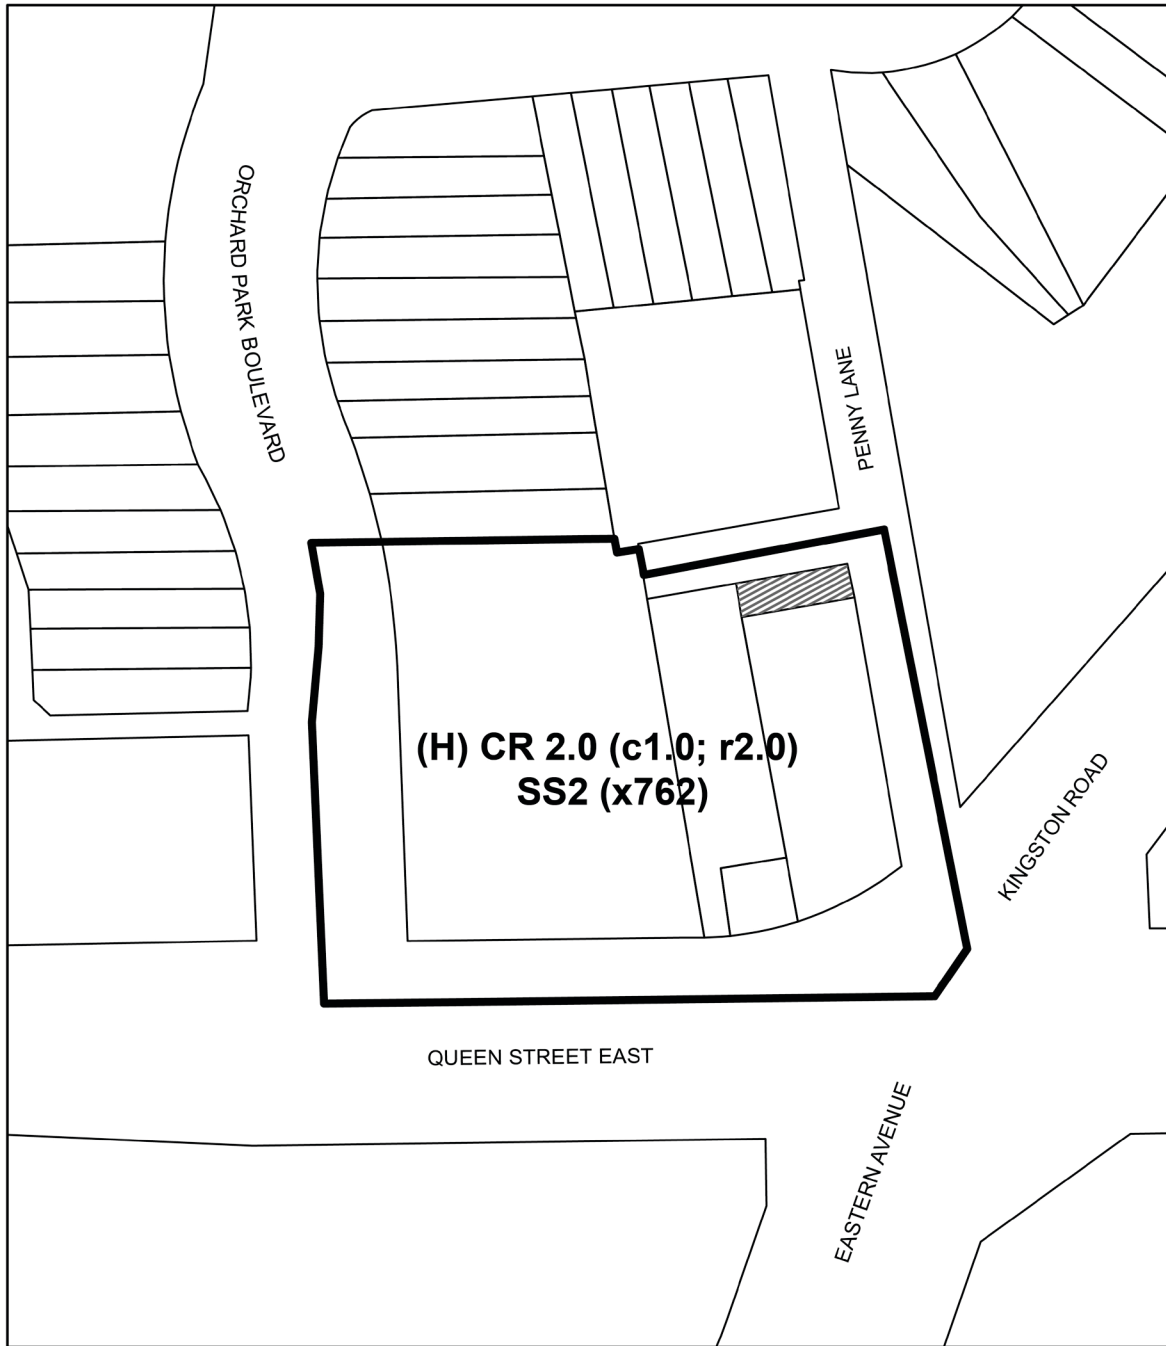 ORCHARD PARK BOULEVARD
PENNY LANE
(H) CR 2.0 (c1.0; r2.0)
SS2 (x762)
KINGSTON ROAD
QUEEN STREET EAST
EASTERN AVENUE